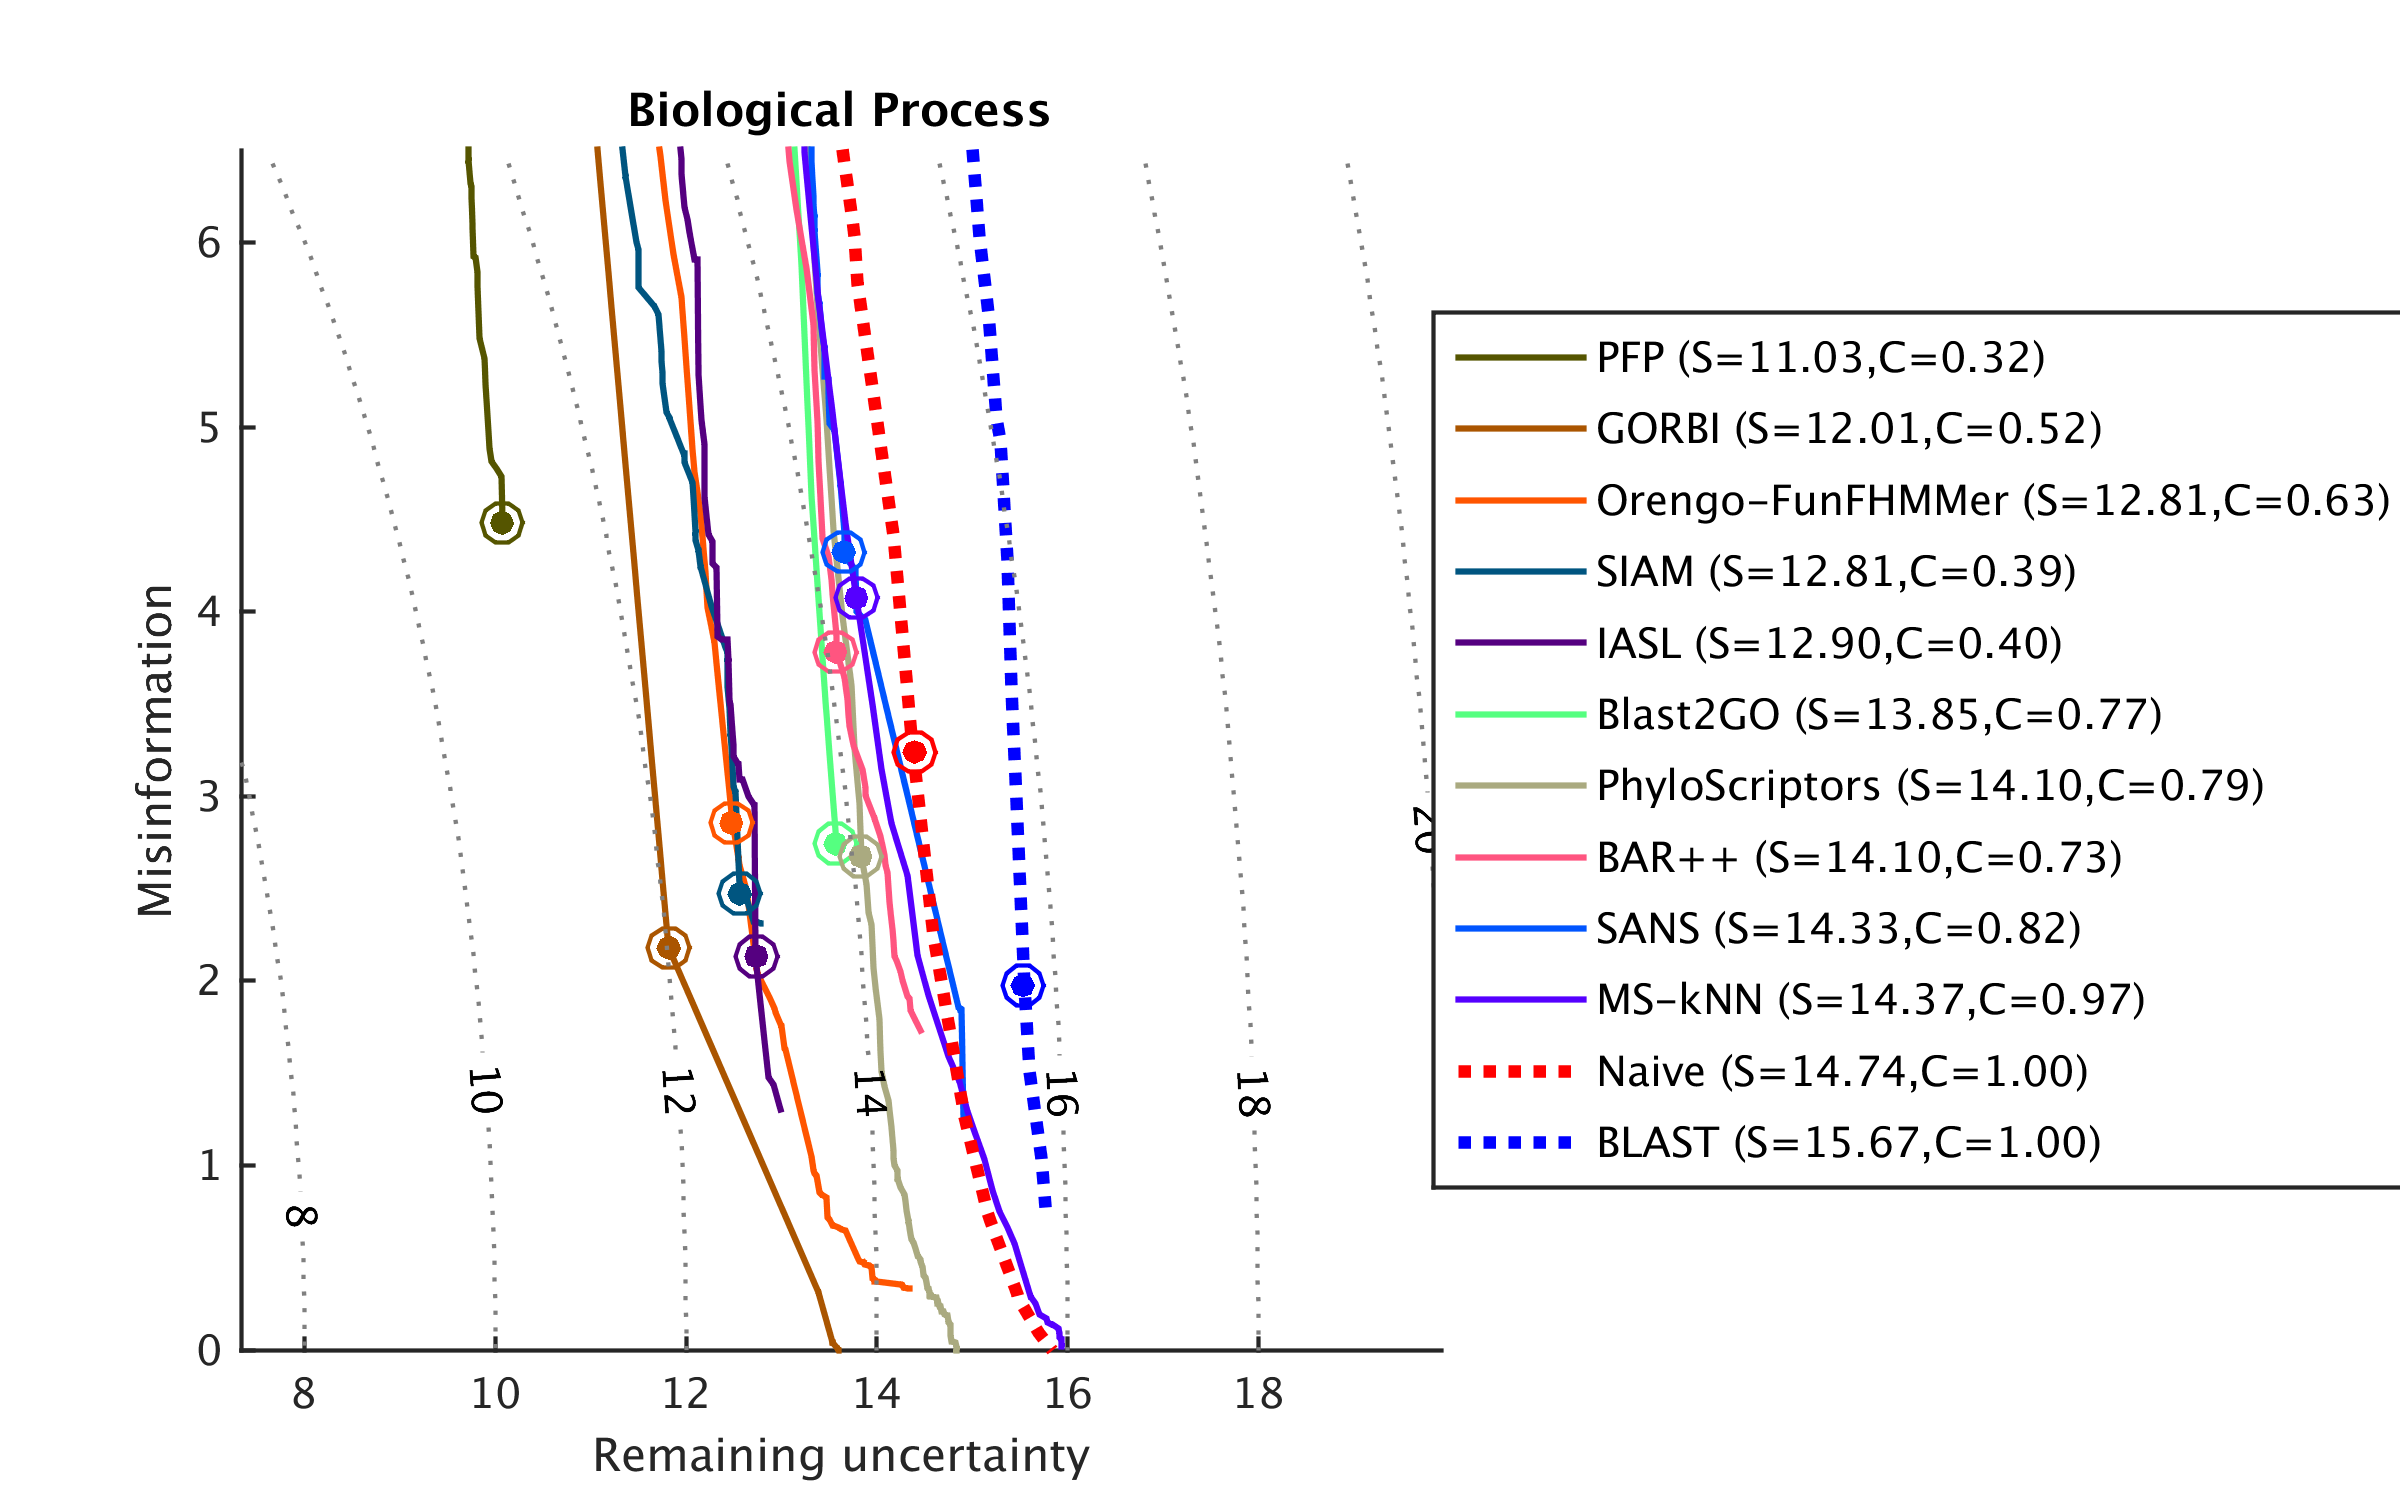 Biological Process
Misinformation
6
5
4
3
2
1
0
8
10
12
14
16
18
20
8
10
12
14
16
18
Remaining uncertainty
PFP (S=11.03,C=0.32)
GORBI (S=12.01,C=0.52)
Orengo-FunFHMMer (S=12.81,C=0.63)
SIAM (S=12.81,C=0.39)
IASL (S=12.90,C=0.40)
Blast2GO (S=13.85,C=0.77)
PhyloScriptors (S=14.10,C=0.79)
BAR++ (S=14.10,C=0.73)
SANS (S=14.33,C=0.82)
MS-kNN (S=14.37,C=0.97)
Naive (S=14.74,C=1.00)
BLAST (S=15.67,C=1.00)